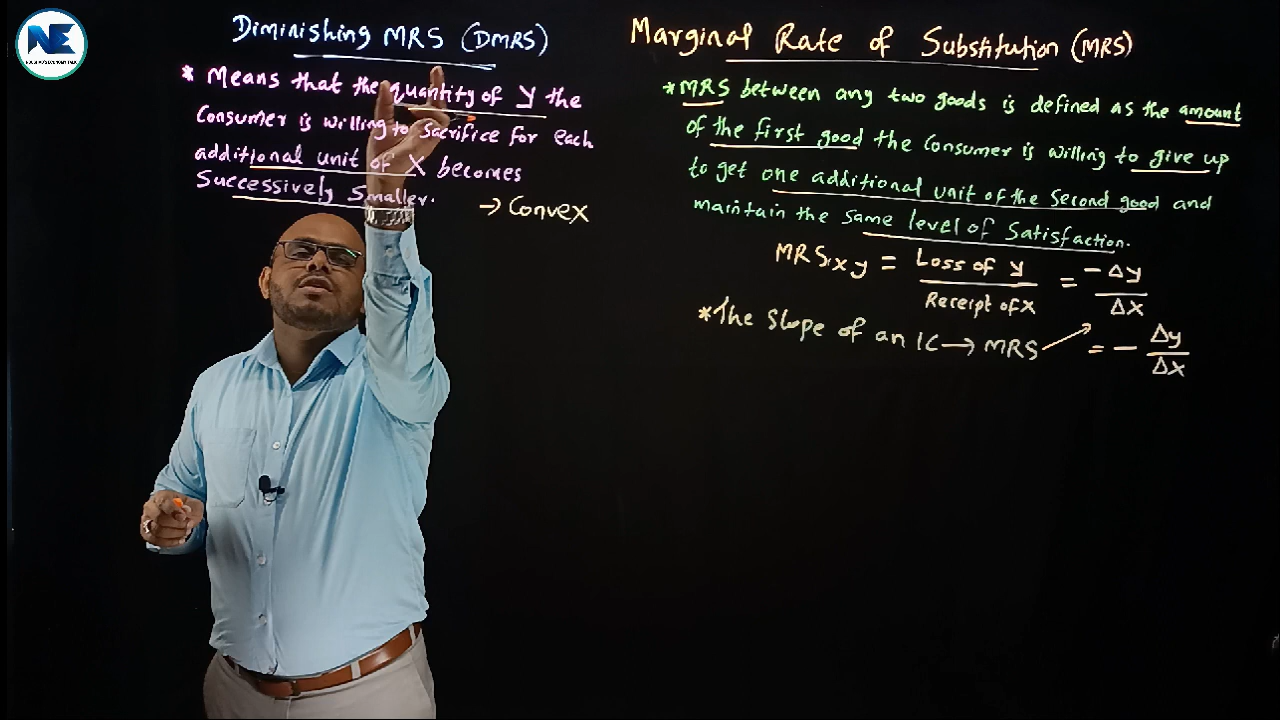 NE
Diminishing MRS (DMRS)
* Means that the quantity of y the
Consumer is willing to sacrifice for each
additional unit of X becomes
Successively Smaller.
→ Convex
Marginal Rate of Substitution (MRS)
* MRS between any two goods is defined as the amount
of the first good the Consumer is willing to give up
to get one additional unit of the Second good and
maintain the Same level of Satisfaction.
MRS xy = Loss of y / Receipt of X = -Δy / ΔX
* The Slope of an IC → MRS = - Δy / ΔX